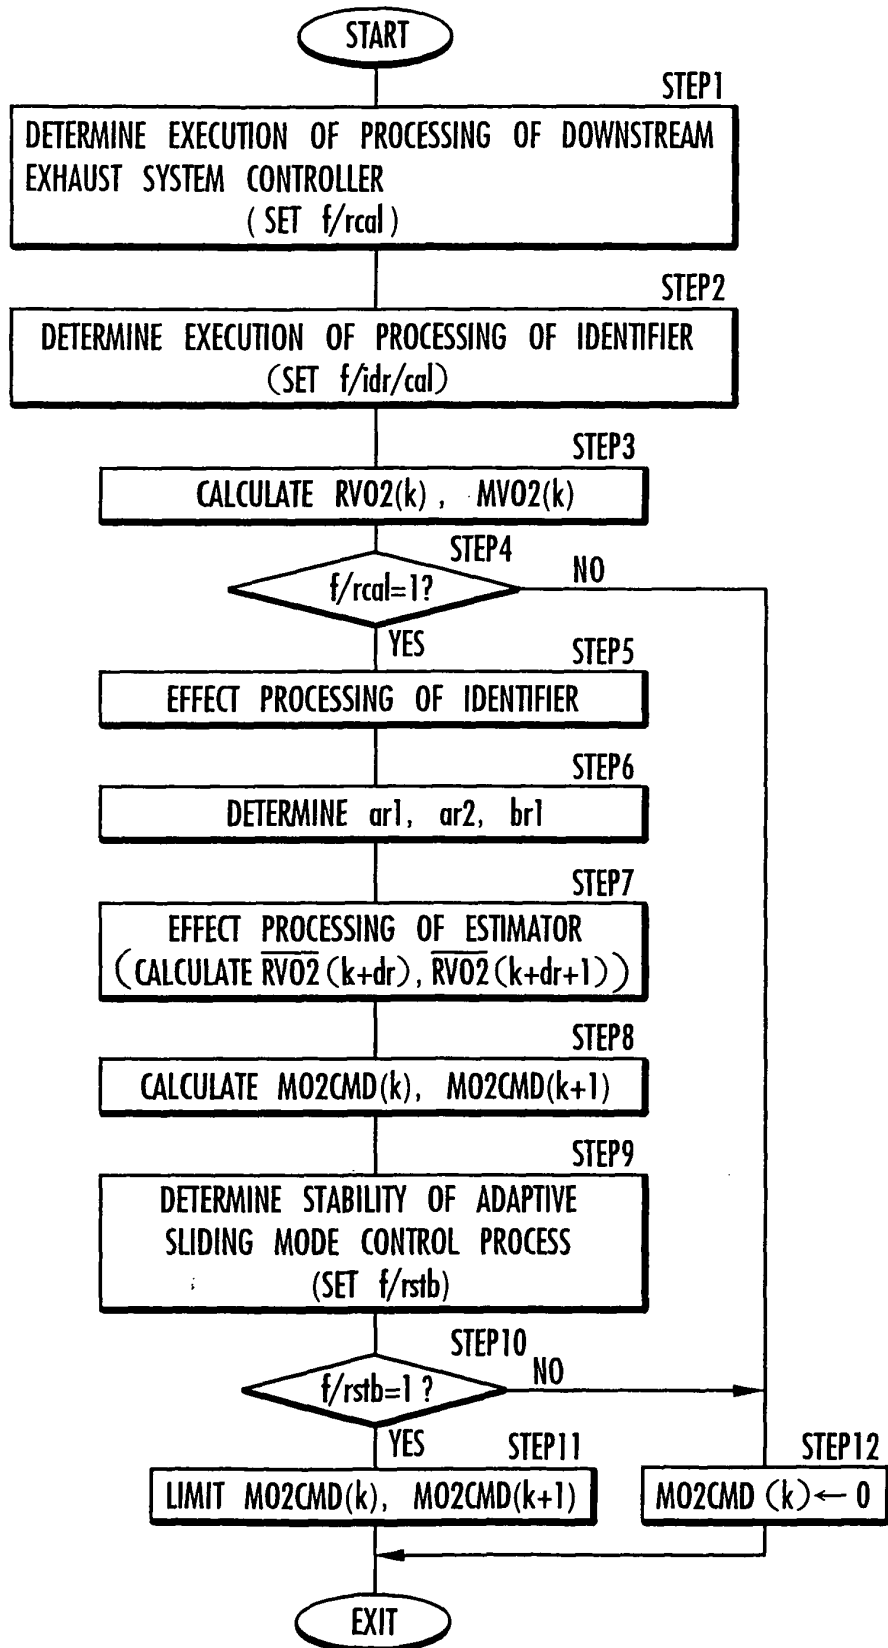 START
STEP1
DETERMINE EXECUTION OF PROCESSING OF DOWNSTREAM
EXHAUST SYSTEM CONTROLLER
( SET f/rcal )
STEP2
DETERMINE EXECUTION OF PROCESSING OF IDENTIFIER
(SET f/idr/cal)
STEP3
CALCULATE RVO2(k) , MVO2(k)
STEP4
f/rcal=1?
NO
YES
STEP5
EFFECT PROCESSING OF IDENTIFIER
STEP6
DETERMINE ar1, ar2, br1
STEP7
EFFECT PROCESSING OF ESTIMATOR
(CALCULATE R̅V̅O̅2̅(k+dr), R̅V̅O̅2̅(k+dr+1))
STEP8
CALCULATE MO2CMD(k), MO2CMD(k+1)
STEP9
DETERMINE STABILITY OF ADAPTIVE
SLIDING MODE CONTROL PROCESS
(SET f/rstb)
STEP10
f/rstb=1 ?
NO
YES
STEP11
LIMIT MO2CMD(k), MO2CMD(k+1)
STEP12
MO2CMD (k)← 0
EXIT